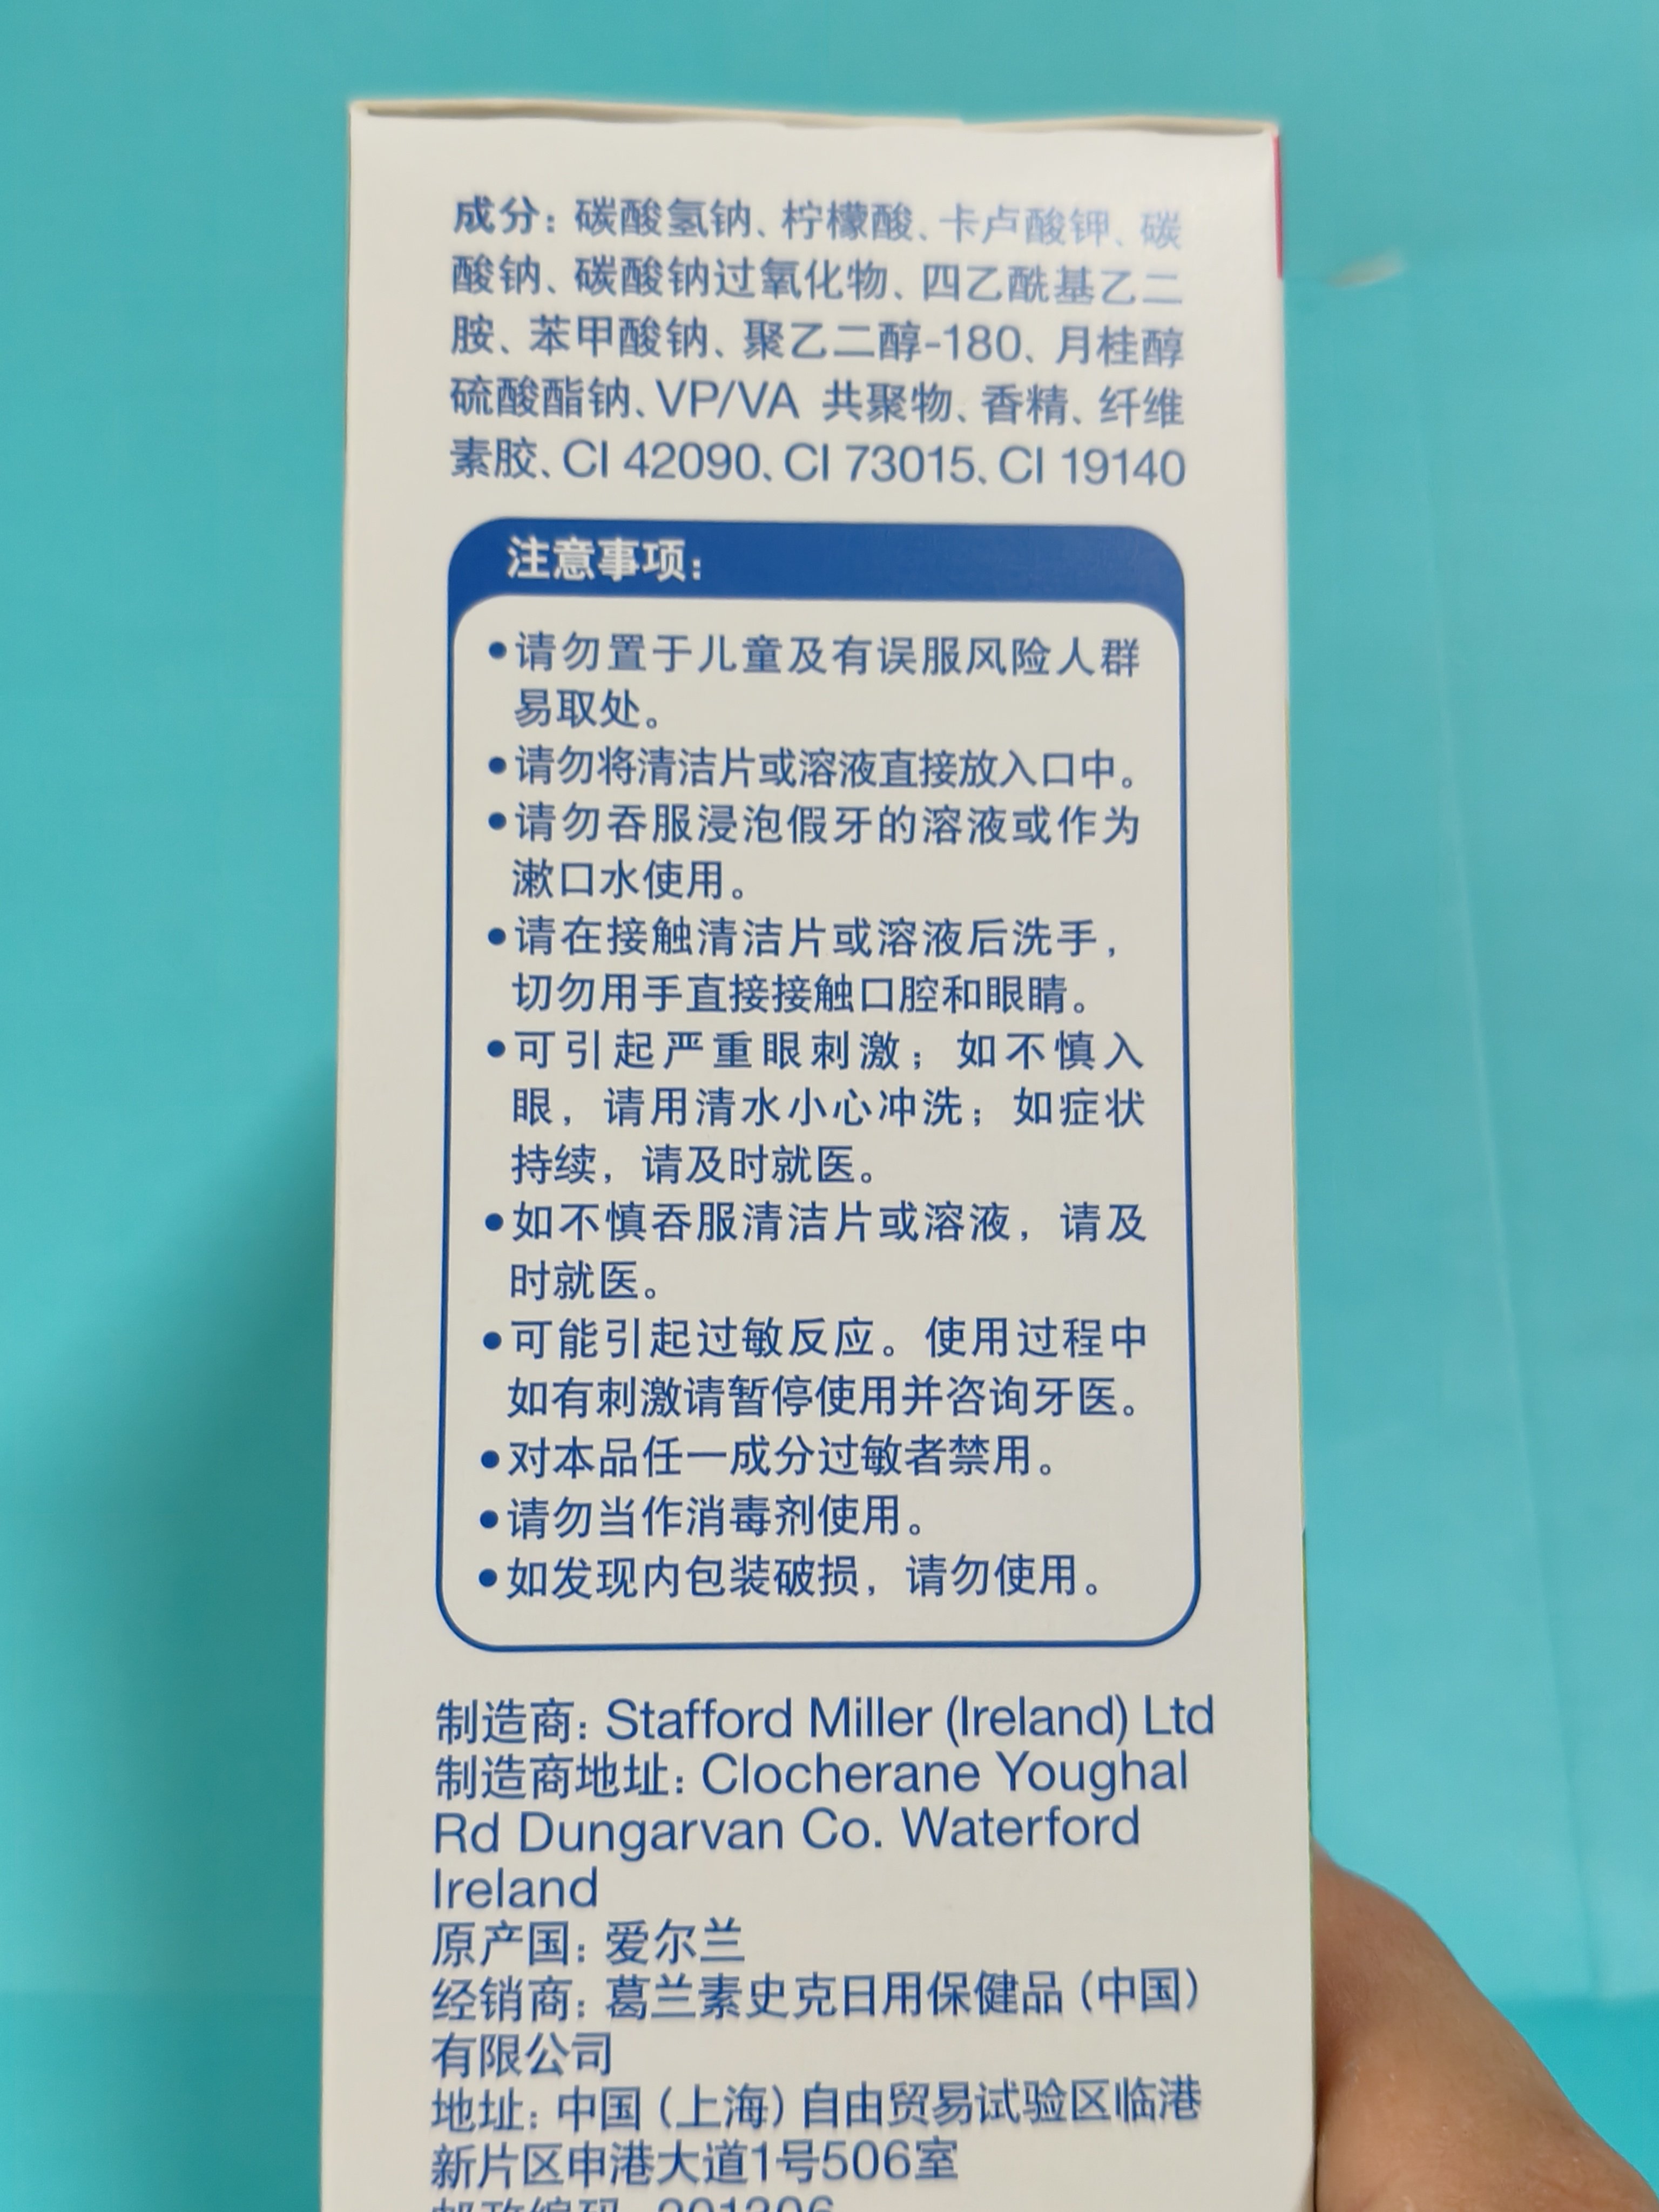 成分：碳酸氢钠、柠檬酸、卡卢酸钾、碳
酸钠、碳酸钠过氧化物、四乙酰基乙二
胺、苯甲酸钠、聚乙二醇-180、月桂醇
硫酸酯钠、VP/VA 共聚物、香精、纤维
素胶、CI 42090、CI 73015、CI 19140
注意事项：
•请勿置于儿童及有误服风险人群
易取处。
•请勿将清洁片或溶液直接放入口中。
•请勿吞服浸泡假牙的溶液或作为
漱口水使用。
•请在接触清洁片或溶液后洗手，
切勿用手直接接触口腔和眼睛。
•可引起严重眼刺激；如不慎入
眼，请用清水小心冲洗；如症状
持续，请及时就医。
•如不慎吞服清洁片或溶液，请及
时就医。
•可能引起过敏反应。使用过程中
如有刺激请暂停使用并咨询牙医。
•对本品任一成分过敏者禁用。
•请勿当作消毒剂使用。
•如发现内包装破损，请勿使用。
制造商：Stafford Miller (Ireland) Ltd
制造商地址：Clocherane Youghal
Rd Dungarvan Co. Waterford
Ireland
原产国：爱尔兰
经销商：葛兰素史克日用保健品（中国）
有限公司
地址：中国（上海）自由贸易试验区临港
新片区申港大道1号506室
邮政编码：201306